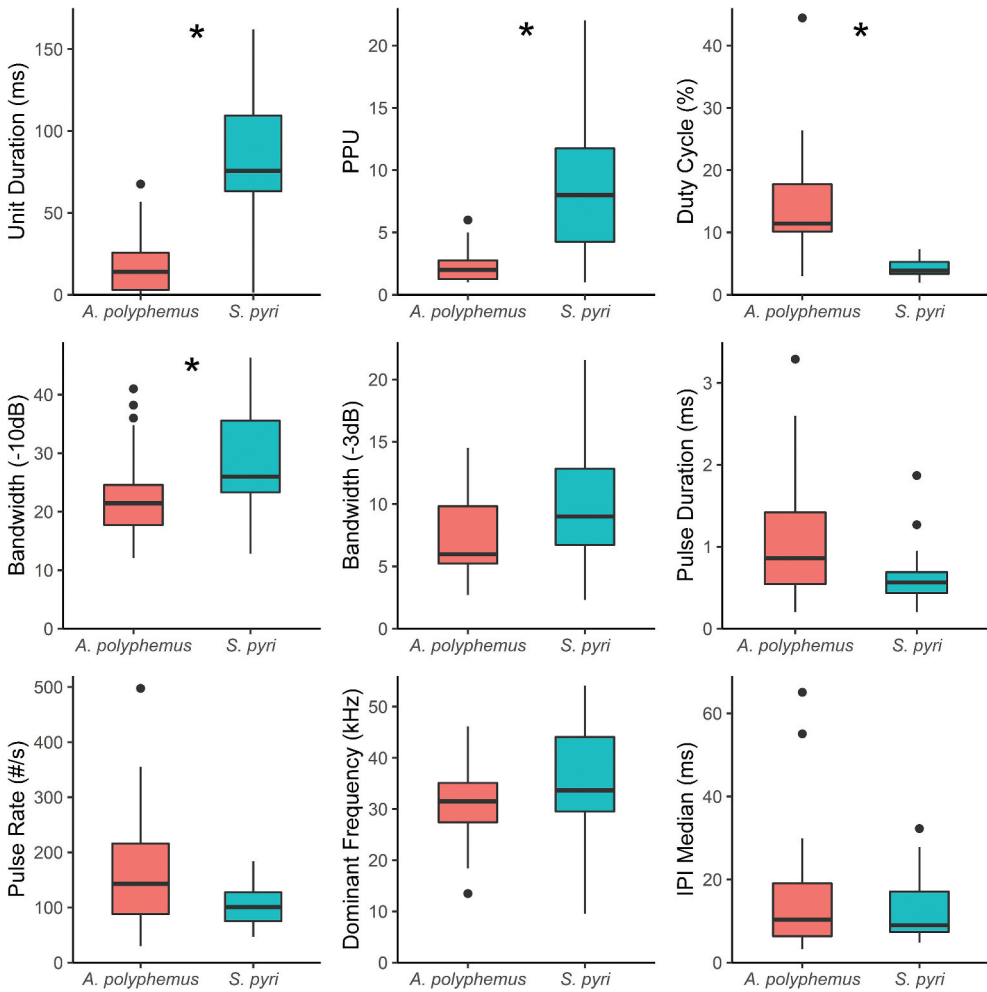 Unit Duration (ms)
150
100
50
0
*
A. polyphemus
S. pyri
PPU
20
15
10
5
0
*
A. polyphemus
S. pyri
Duty Cycle (%)
40
30
20
10
0
*
A. polyphemus
S. pyri
Bandwidth (-10dB)
40
30
20
10
0
*
A. polyphemus
S. pyri
Bandwidth (-3dB)
20
15
10
5
0
A. polyphemus
S. pyri
Pulse Duration (ms)
3
2
1
0
A. polyphemus
S. pyri
Pulse Rate (#/s)
500
400
300
200
100
0
A. polyphemus
S. pyri
Dominant Frequency (kHz)
50
40
30
20
10
0
A. polyphemus
S. pyri
IPI Median (ms)
60
40
20
0
A. polyphemus
S. pyri